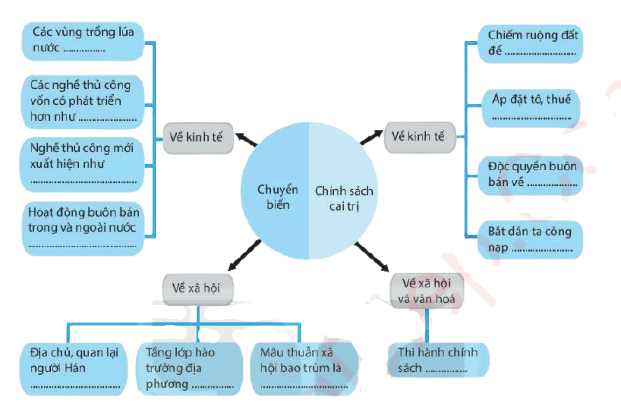 Các vùng trồng lúa
nước ...............
Các nghề thủ công
vốn có phát triển
hơn như .....................
Nghề thủ công mới
xuất hiện như
.......................................
Hoạt động buôn bán
trong và ngoài nước
.......................................
Về kinh tế
Chuyển
biến
Chính sách
cai trị
Về kinh tế
Chiếm ruộng đất
để ..........................
Áp đặt tô, thuế
.............................
Độc quyền buôn
bán về ..................
Bắt dân ta cống
nạp ......................
Về xã hội
Địa chủ, quan lại
người Hán
.................................
Tầng lớp hào
trưởng địa
phương ..................
Mâu thuẫn xã
hội bao trùm là
.............................
Về xã hội
và văn hoá
Thi hành chính
sách ...............